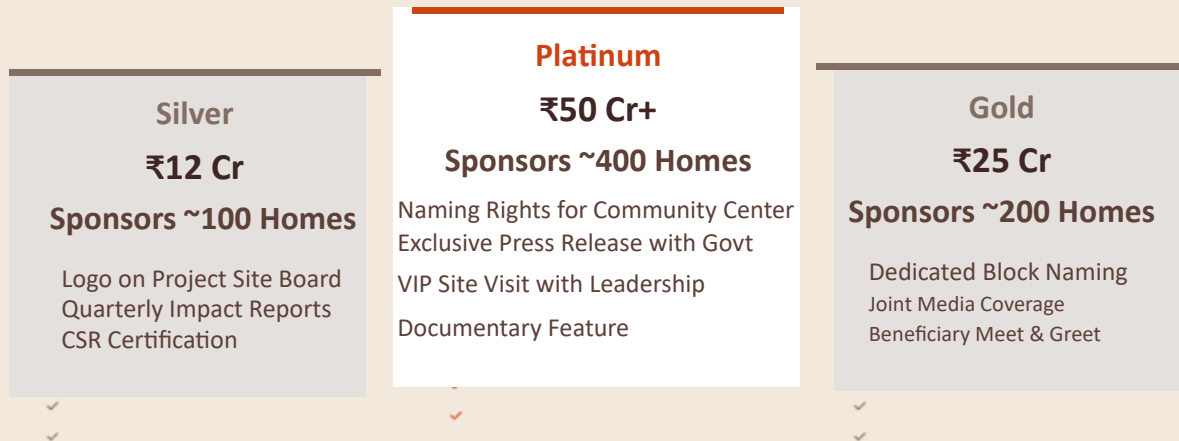 Silver
₹12 Cr
Sponsors ~100 Homes
Logo on Project Site Board
Quarterly Impact Reports
CSR Certification
Platinum
₹50 Cr+
Sponsors ~400 Homes
Naming Rights for Community Center
Exclusive Press Release with Govt
VIP Site Visit with Leadership
Documentary Feature
Gold
₹25 Cr
Sponsors ~200 Homes
Dedicated Block Naming
Joint Media Coverage
Beneficiary Meet & Greet